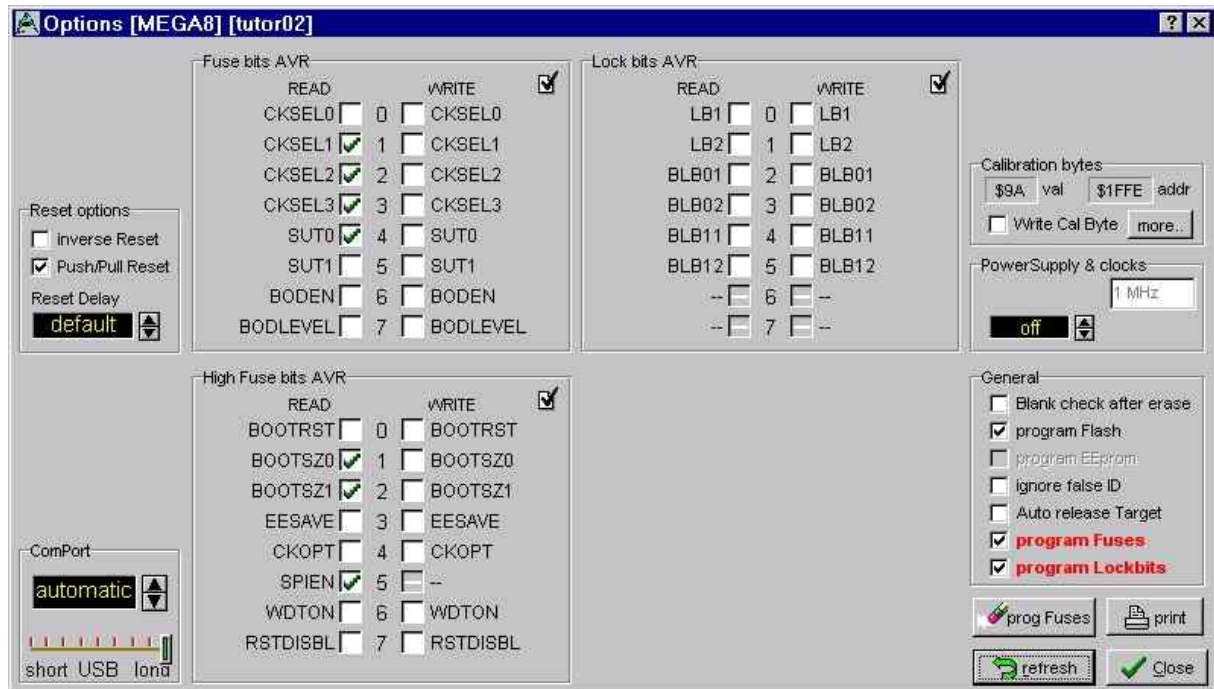 Options [MEGA8] [tutor02]
Fuse bits AVR
READ WRITE
CKSEL0 0 CKSEL0
CKSEL1 1 CKSEL1
CKSEL2 2 CKSEL2
CKSEL3 3 CKSEL3
SUT0 4 SUT0
SUT1 5 SUT1
BODEN 6 BODEN
BODLEVEL 7 BODLEVEL
Lock bits AVR
READ WRITE
LB1 0 LB1
LB2 1 LB2
BLB01 2 BLB01
BLB02 3 BLB02
BLB11 4 BLB11
BLB12 5 BLB12
-- 6 --
-- 7 --
Calibration bytes
$9A val $1FFE addr
Write Cal Byte more..
Reset options
inverse Reset
Push/Pull Reset
Reset Delay
default
PowerSupply & clocks
1 MHz
off
High Fuse bits AVR
READ WRITE
BOOTRST 0 BOOTRST
BOOTSZ0 1 BOOTSZ0
BOOTSZ1 2 BOOTSZ1
EESAVE 3 EESAVE
CKOPT 4 CKOPT
SPIEN 5 --
WDTON 6 WDTON
RSTDISBL 7 RSTDISBL
General
Blank check after erase
program Flash
program EEprom
ignore false ID
Auto release Target
program Fuses
program Lockbits
ComPort
automatic
short USB long
prog Fuses print
refresh Close